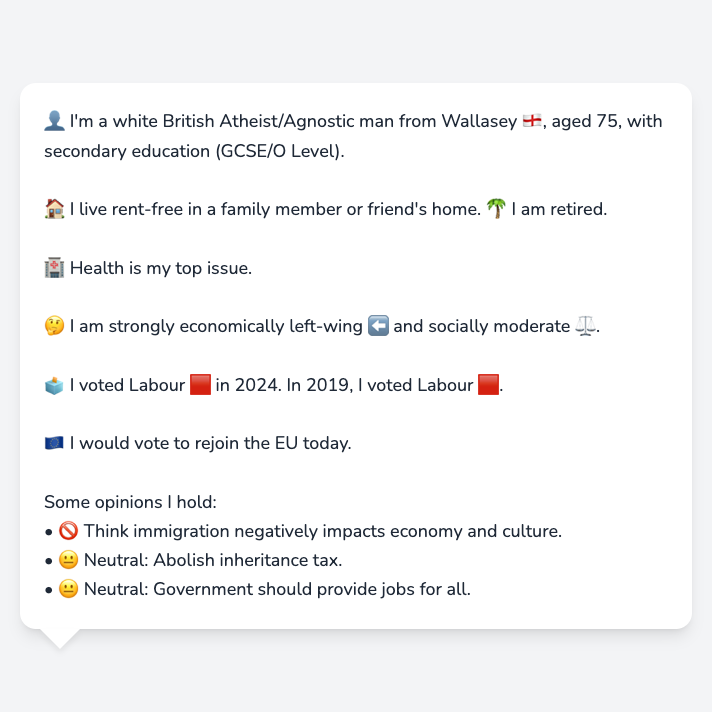 👤 I'm a white British Atheist/Agnostic man from Wallasey 🏴󠁧󠁢󠁥󠁮󠁧󠁿, aged 75, with
secondary education (GCSE/O Level).
🏠 I live rent-free in a family member or friend's home. 🌴 I am retired.
🏥 Health is my top issue.
🤔 I am strongly economically left-wing ⬅️ and socially moderate ⚖️.
🗳️ I voted Labour 🟥 in 2024. In 2019, I voted Labour 🟥.
🇪🇺 I would vote to rejoin the EU today.
Some opinions I hold:
• 🚫 Think immigration negatively impacts economy and culture.
• 😐 Neutral: Abolish inheritance tax.
• 😐 Neutral: Government should provide jobs for all.